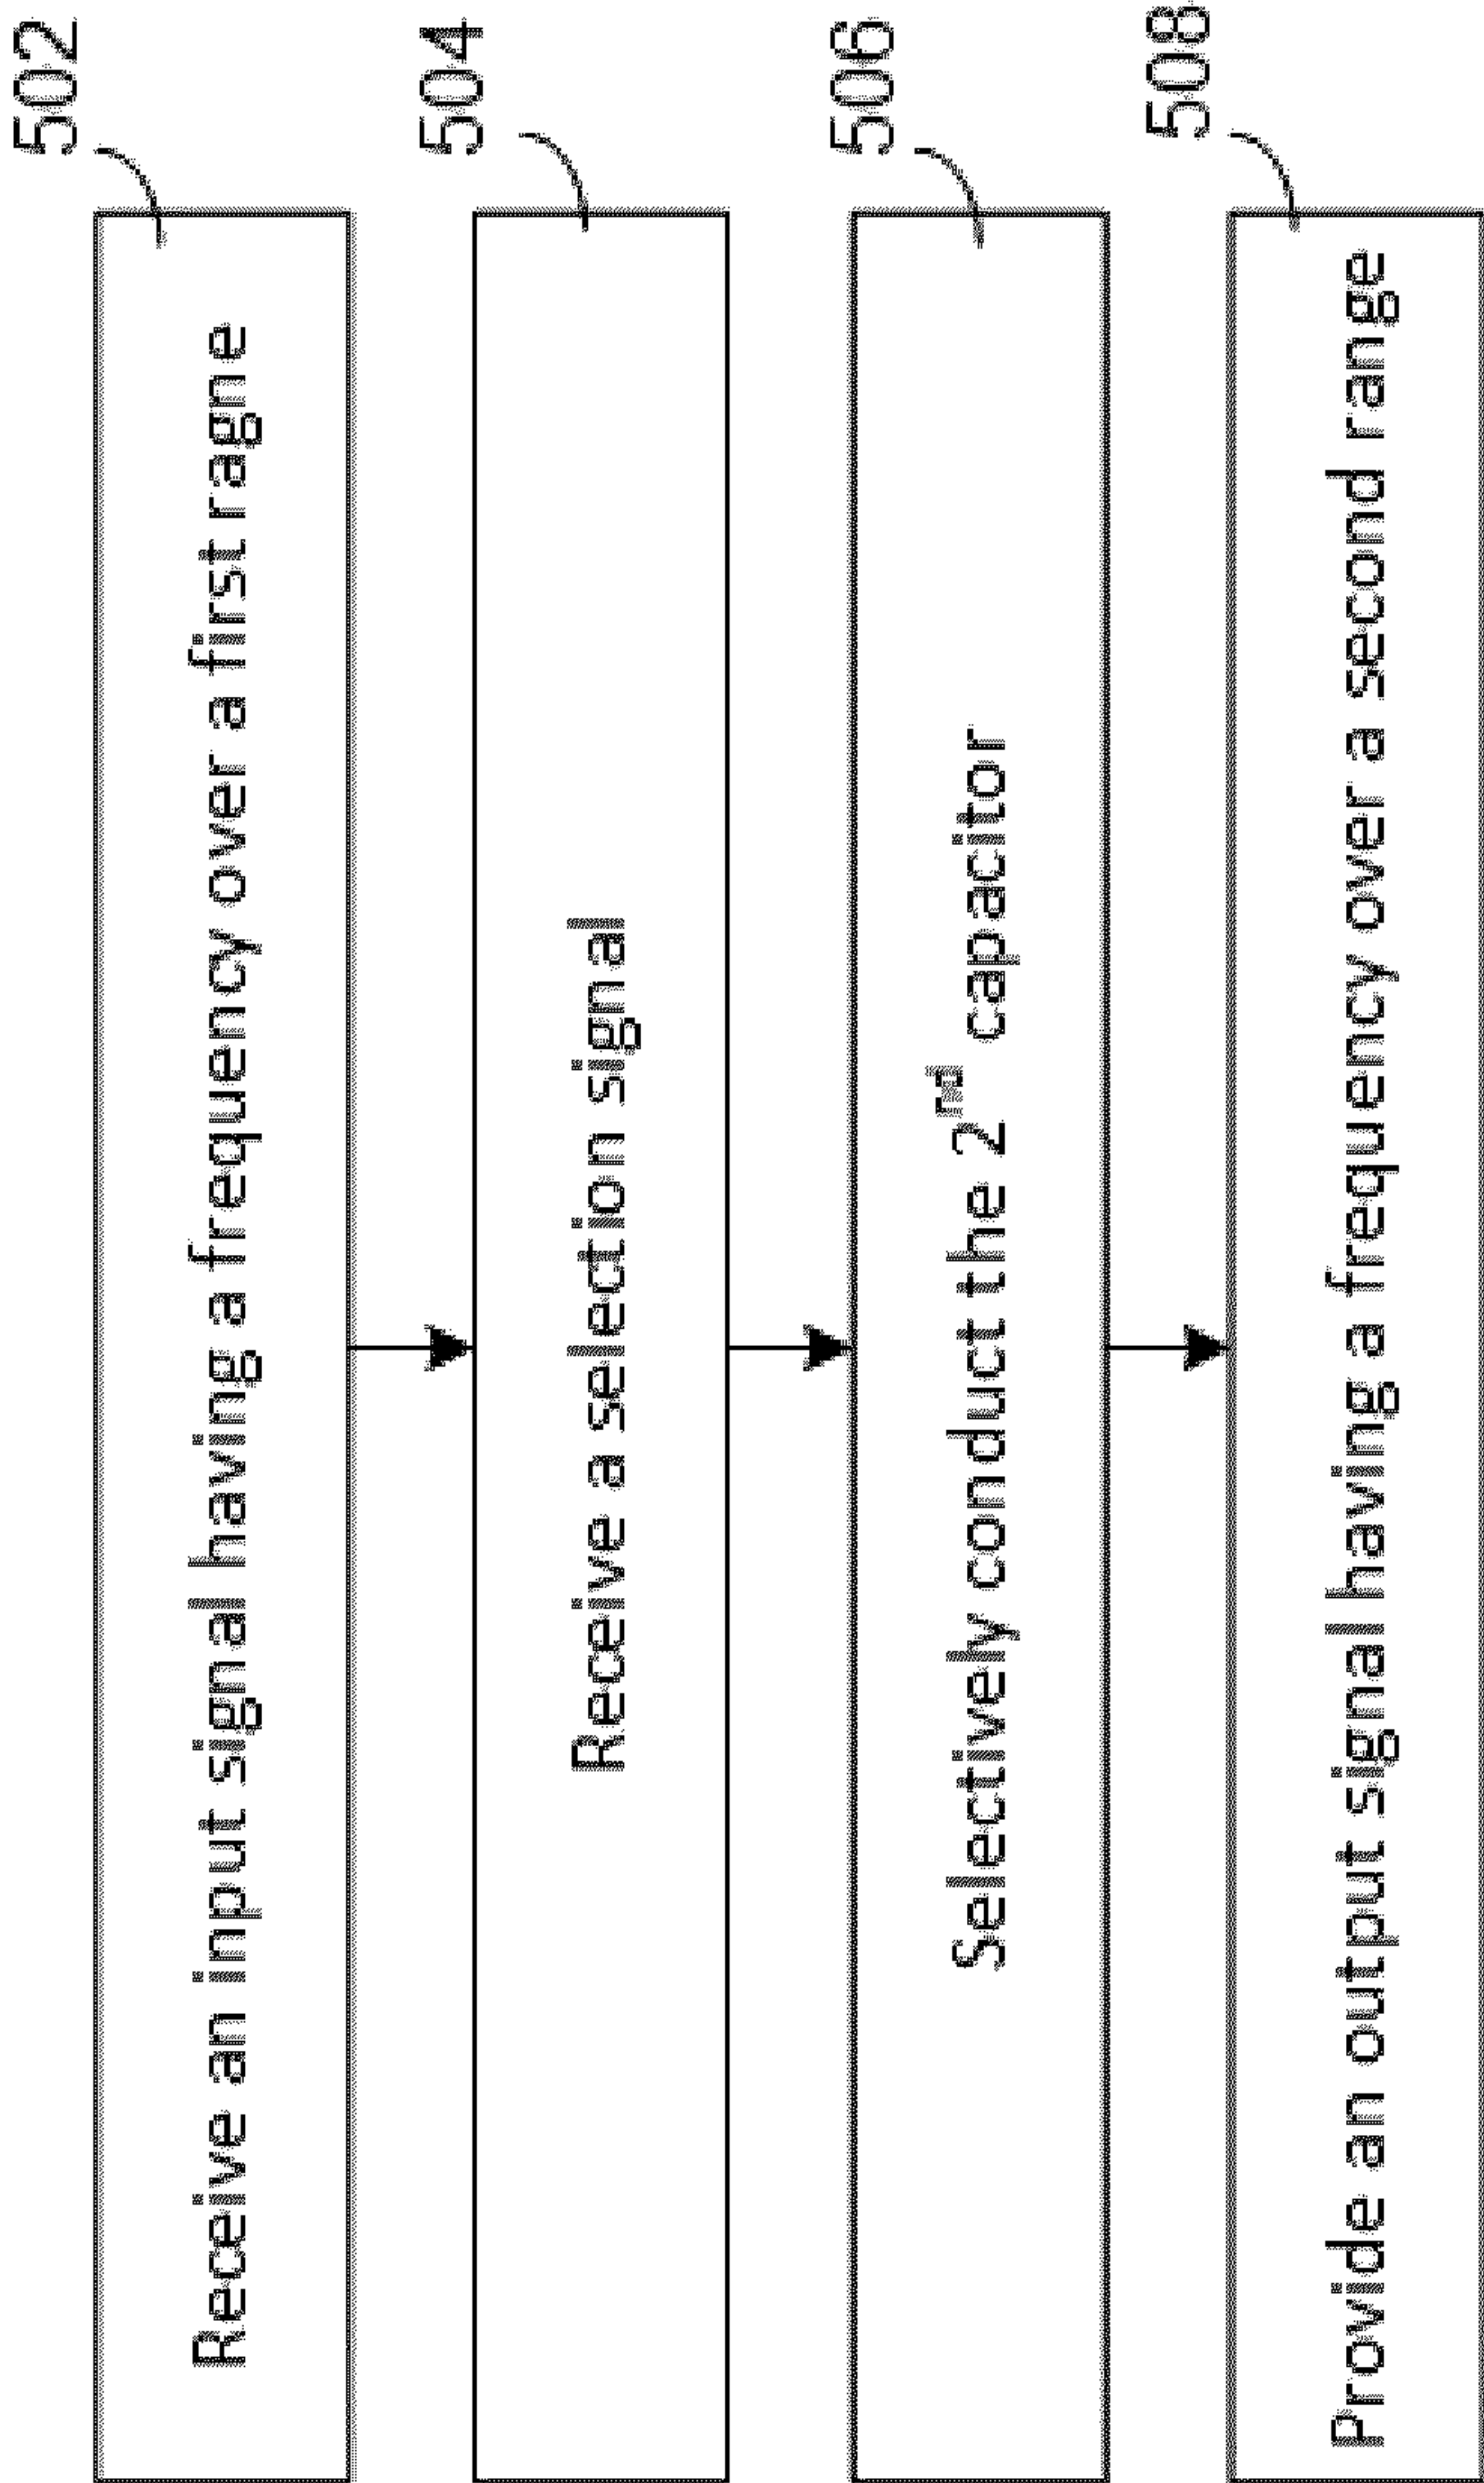 502
Receive an input signal having a frequency over a first ragne
504
Receive a selection signal
506
Selectively conduct the 2nd capacitor
508
Provide an output signal having a frequency over a second range